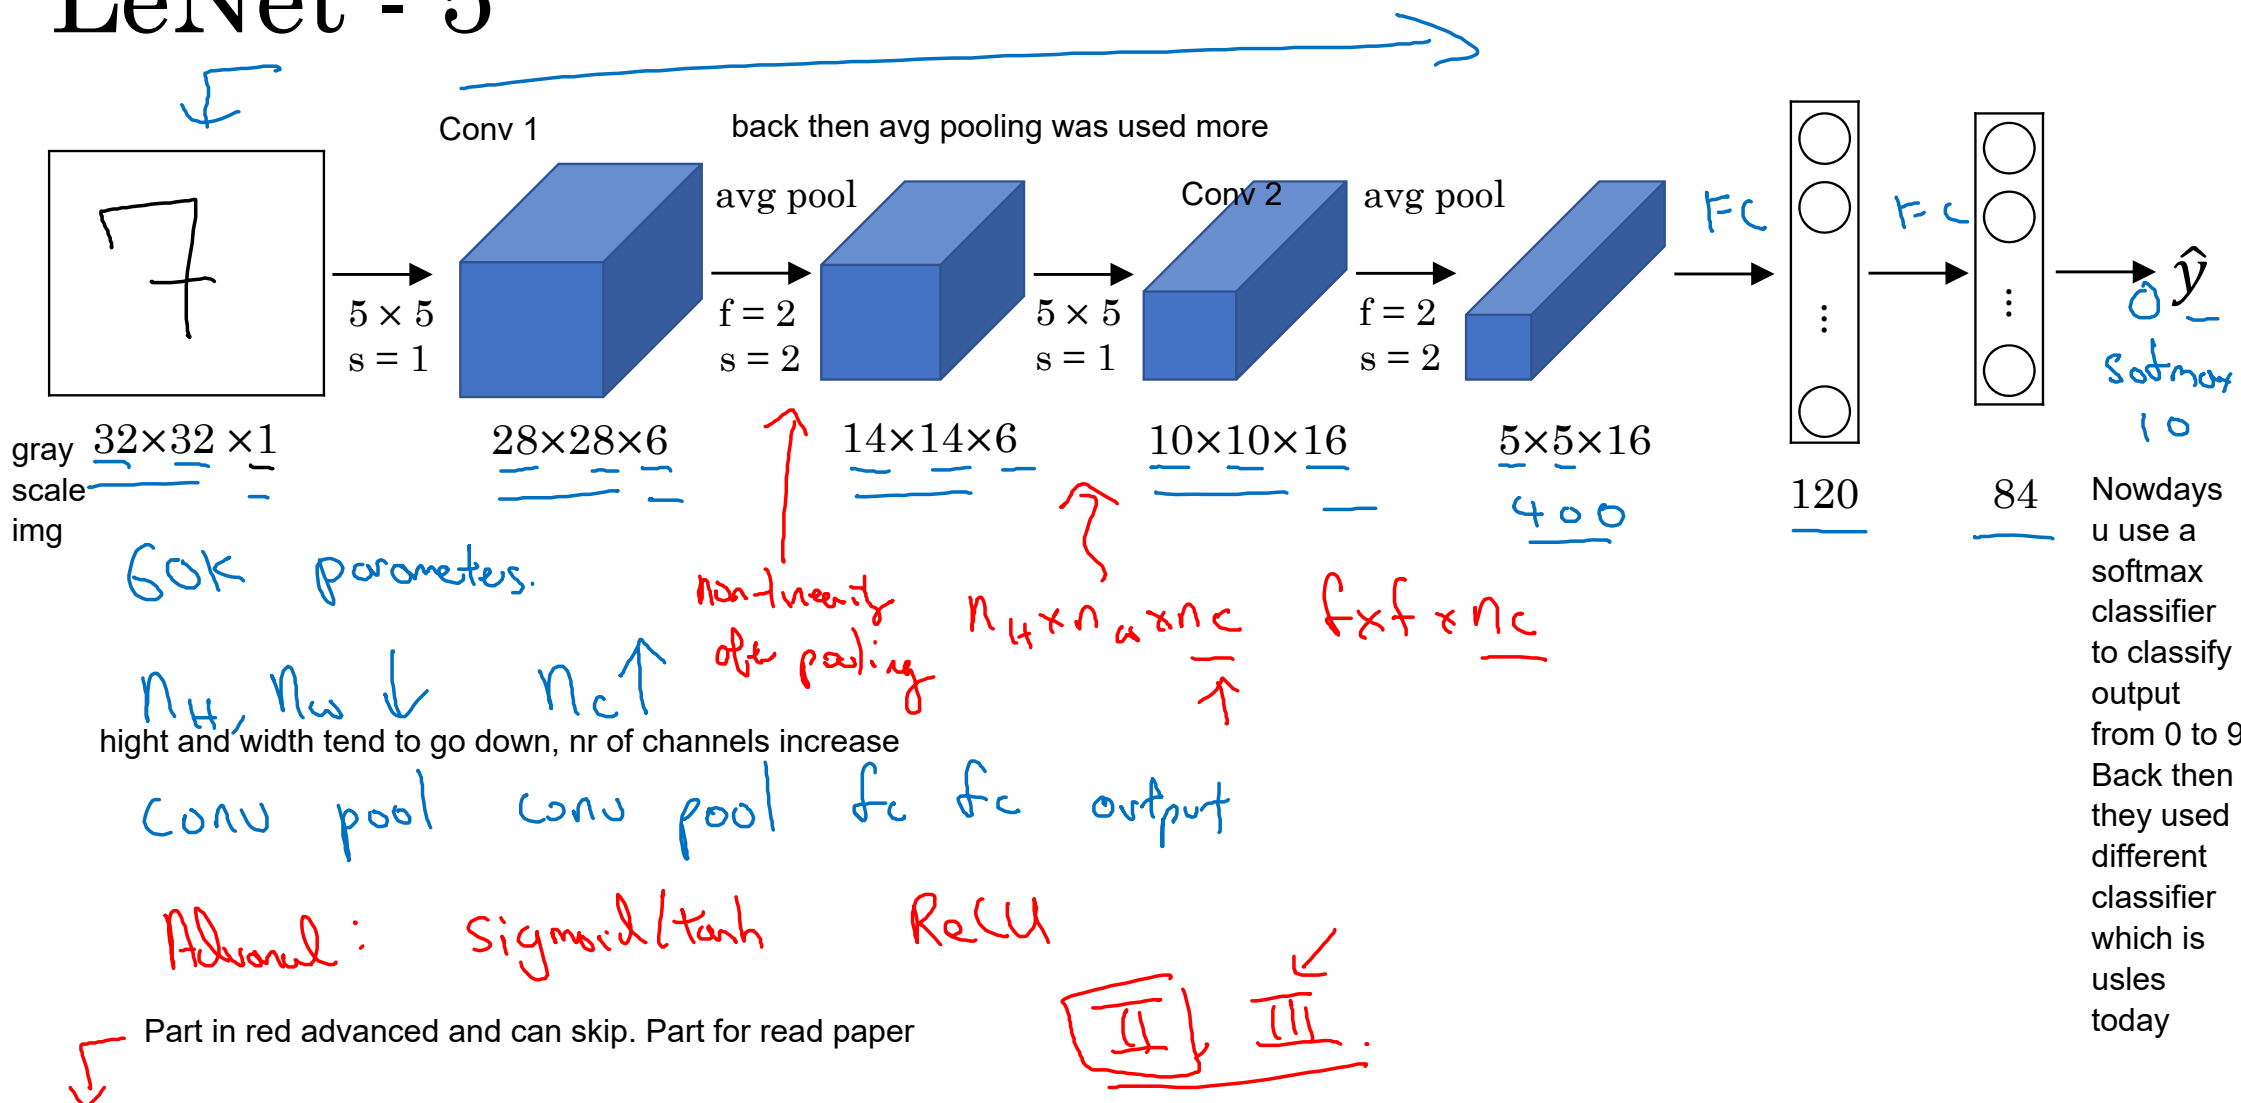 LeNet - 5
Conv 1
back then avg pooling was used more
avg pool
Conv 2
avg pool
FC
FC
7
5 × 5
s = 1
f = 2
s = 2
5 × 5
s = 1
f = 2
s = 2
ŷ
softmax
10
gray
scale
img
32×32 ×1
28×28×6
14×14×6
10×10×16
5×5×16
400
120
84
Nowdays
u use a
softmax
classifier
to classify
output
from 0 to 9
Back then
they used
different
classifier
which is
usles
today
60K parameters.
non-linearity
after pooling
nH×nW×nC
f×f×nC
nH, nW ↓ nC ↑
hight and width tend to go down, nr of channels increase
conv pool conv pool fc fc output
Advanced: sigmoid/tanh ReLU
II III
Part in red advanced and can skip. Part for read paper